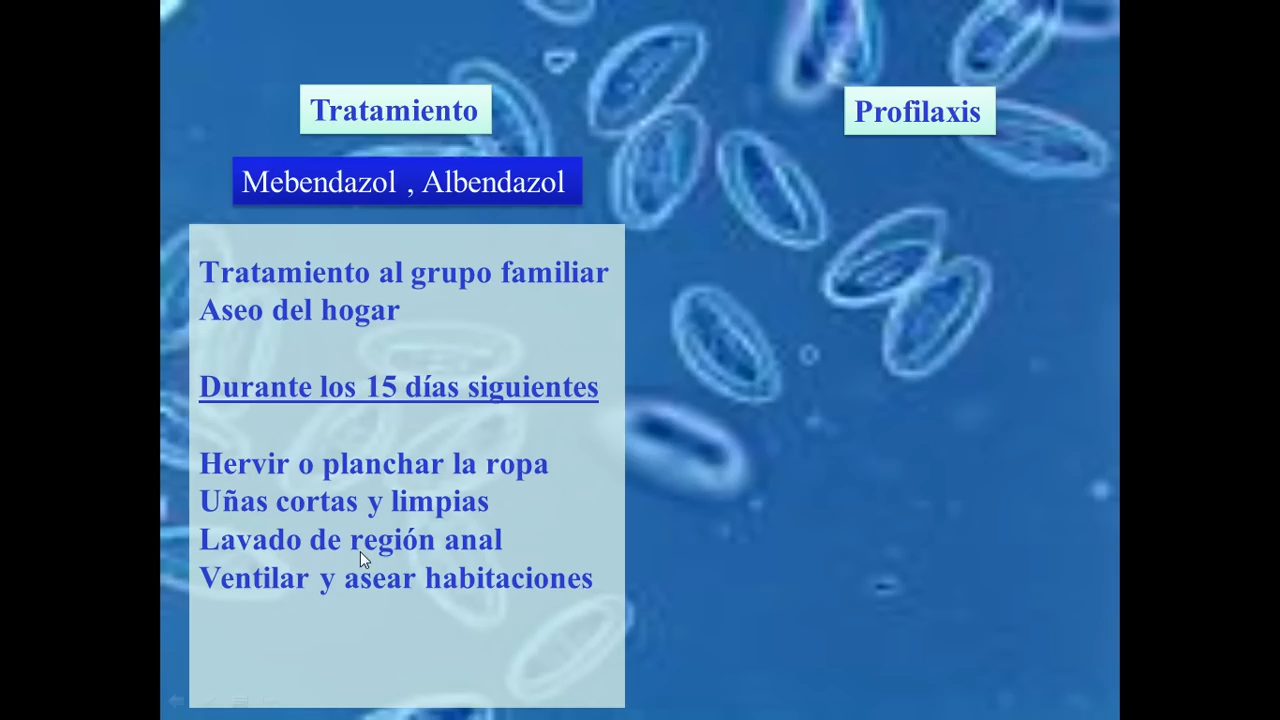 Tratamiento
Profilaxis
Mebendazol , Albendazol
Tratamiento al grupo familiar
Aseo del hogar
Durante los 15 días siguientes
Hervir o planchar la ropa
Uñas cortas y limpias
Lavado de región anal
Ventilar y asear habitaciones